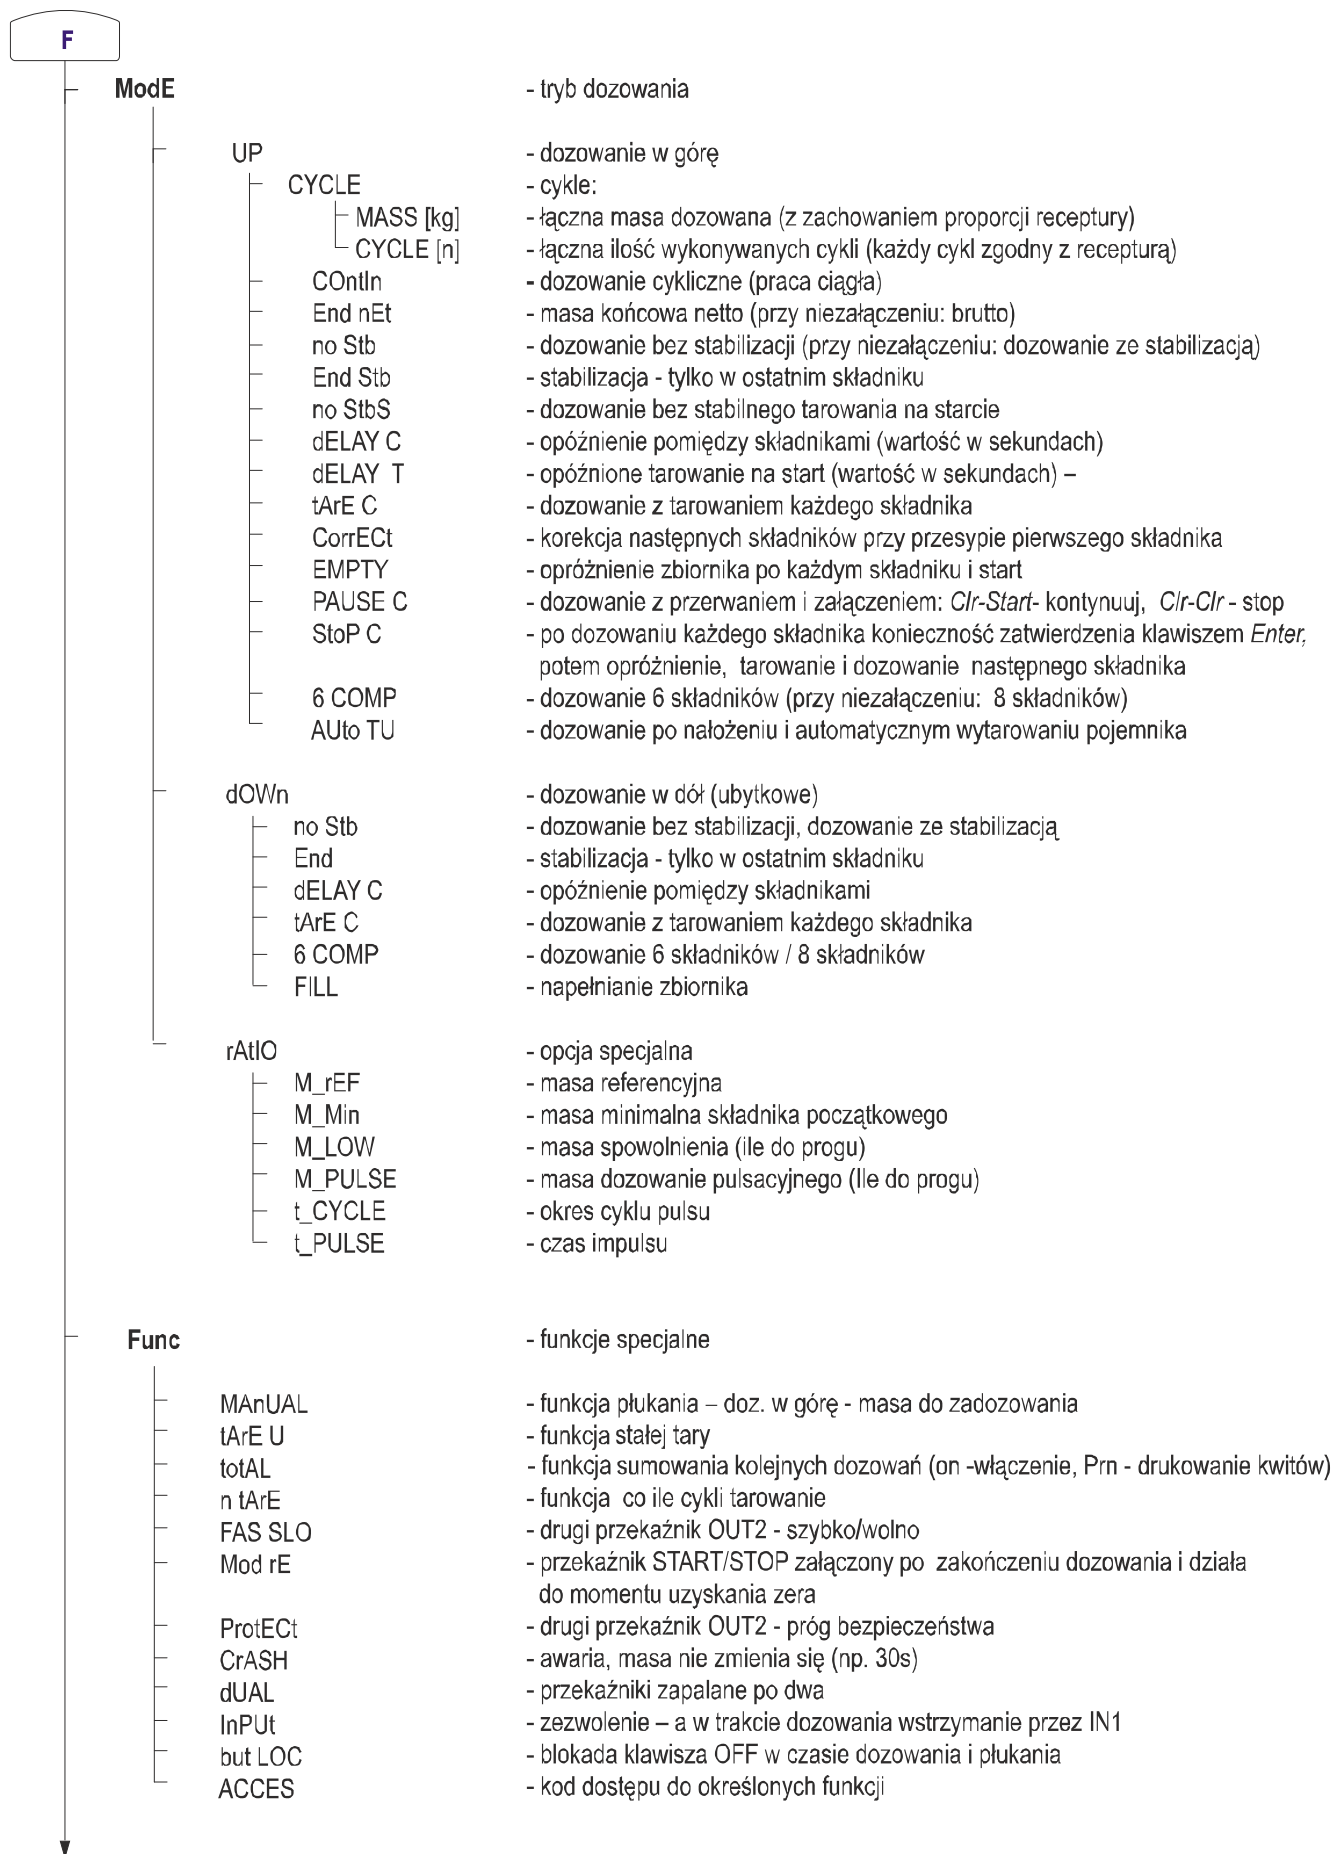 F
ModE - tryb dozowania
UP - dozowanie w górę
CYCLE - cykle:
MASS [kg] - łączna masa dozowana (z zachowaniem proporcji receptury)
CYCLE [n] - łączna ilość wykonywanych cykli (każdy cykl zgodny z recepturą)
COntIn - dozowanie cykliczne (praca ciągła)
End nEt - masa końcowa netto (przy niezałączeniu: brutto)
no Stb - dozowanie bez stabilizacji (przy niezałączeniu: dozowanie ze stabilizacją)
End Stb - stabilizacja - tylko w ostatnim składniku
no StbS - dozowanie bez stabilnego tarowania na starcie
dELAY C - opóźnienie pomiędzy składnikami (wartość w sekundach)
dELAY T - opóźnione tarowanie na start (wartość w sekundach) –
tArE C - dozowanie z tarowaniem każdego składnika
CorrECt - korekcja następnych składników przy przesypie pierwszego składnika
EMPTY - opróżnienie zbiornika po każdym składniku i start
PAUSE C - dozowanie z przerwaniem i załączeniem: Clr-Start- kontynuuj, Clr-Clr - stop
StoP C - po dozowaniu każdego składnika konieczność zatwierdzenia klawiszem Enter,
potem opróżnienie, tarowanie i dozowanie następnego składnika
6 COMP - dozowanie 6 składników (przy niezałączeniu: 8 składników)
AUto TU - dozowanie po nałożeniu i automatycznym wytarowaniu pojemnika
dOWn - dozowanie w dół (ubytkowe)
no Stb - dozowanie bez stabilizacji, dozowanie ze stabilizacją
End - stabilizacja - tylko w ostatnim składniku
dELAY C - opóźnienie pomiędzy składnikami
tArE C - dozowanie z tarowaniem każdego składnika
6 COMP - dozowanie 6 składników / 8 składników
FILL - napełnianie zbiornika
rAtIO - opcja specjalna
M_rEF - masa referencyjna
M_Min - masa minimalna składnika początkowego
M_LOW - masa spowolnienia (ile do progu)
M_PULSE - masa dozowanie pulsacyjnego (Ile do progu)
t_CYCLE - okres cyklu pulsu
t_PULSE - czas impulsu
Func - funkcje specjalne
MAnUAL - funkcja płukania – doz. w górę - masa do zadozowania
tArE U - funkcja stałej tary
totAL - funkcja sumowania kolejnych dozowań (on -włączenie, Prn - drukowanie kwitów)
n tArE - funkcja co ile cykli tarowanie
FAS SLO - drugi przekaźnik OUT2 - szybko/wolno
Mod rE - przekaźnik START/STOP załączony po zakończeniu dozowania i działa
do momentu uzyskania zera
ProtECt - drugi przekaźnik OUT2 - próg bezpieczeństwa
CrASH - awaria, masa nie zmienia się (np. 30s)
dUAL - przekaźniki zapalane po dwa
InPUt - zezwolenie – a w trakcie dozowania wstrzymanie przez IN1
but LOC - blokada klawisza OFF w czasie dozowania i płukania
ACCES - kod dostępu do określonych funkcji